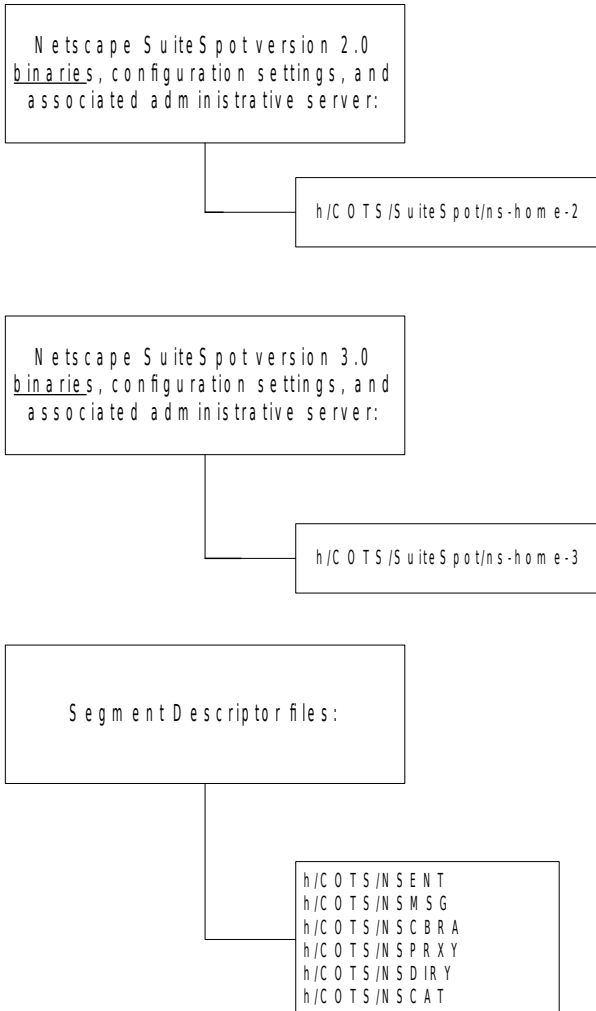 Netscape SuiteSpot version 2.0
binaries, configuration settings, and
associated administrative server:
h/COTS/SuiteSpot/ns-home-2
Netscape SuiteSpot version 3.0
binaries, configuration settings, and
associated administrative server:
h/COTS/SuiteSpot/ns-home-3
Segment Descriptor files:
h/COTS/NSENT
h/COTS/NSMSG
h/COTS/NSCBRA
h/COTS/NSPRXY
h/COTS/NSDIRY
h/COTS/NSCAT